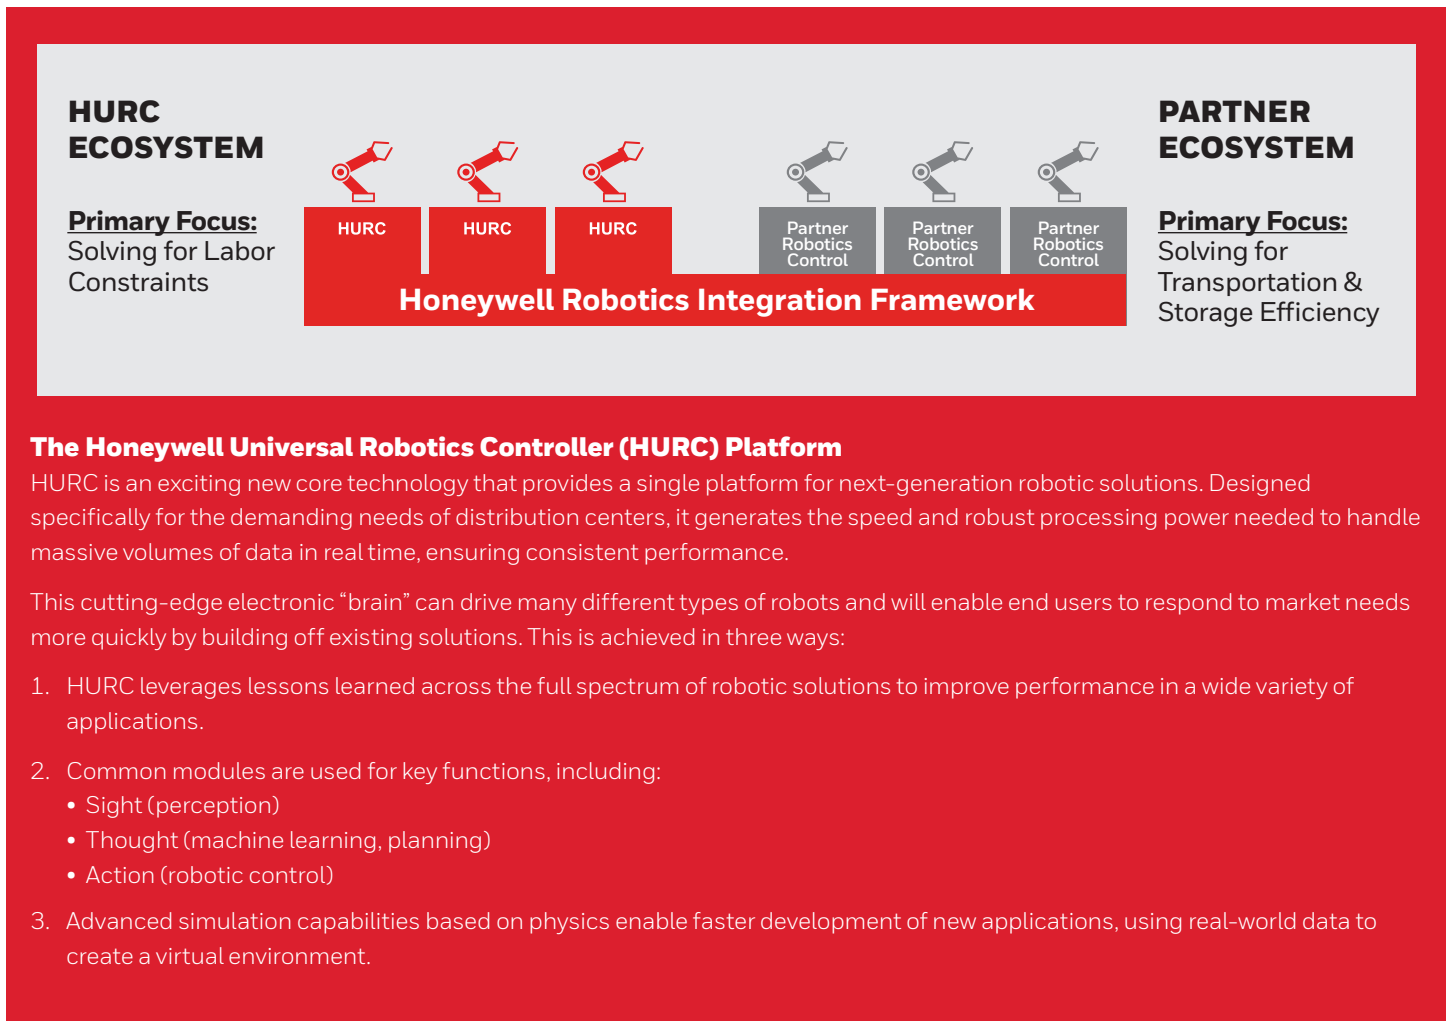 HURC
ECOSYSTEM
Primary Focus:
Solving for Labor
Constraints
HURC
HURC
HURC
Partner
Robotics
Control
Partner
Robotics
Control
Partner
Robotics
Control
Honeywell Robotics Integration Framework
PARTNER
ECOSYSTEM
Primary Focus:
Solving for
Transportation &
Storage Efficiency
The Honeywell Universal Robotics Controller (HURC) Platform
HURC is an exciting new core technology that provides a single platform for next-generation robotic solutions. Designed
specifically for the demanding needs of distribution centers, it generates the speed and robust processing power needed to handle
massive volumes of data in real time, ensuring consistent performance.
This cutting-edge electronic “brain” can drive many different types of robots and will enable end users to respond to market needs
more quickly by building off existing solutions. This is achieved in three ways:
1. HURC leverages lessons learned across the full spectrum of robotic solutions to improve performance in a wide variety of
applications.
2. Common modules are used for key functions, including:
• Sight (perception)
• Thought (machine learning, planning)
• Action (robotic control)
3. Advanced simulation capabilities based on physics enable faster development of new applications, using real-world data to
create a virtual environment.